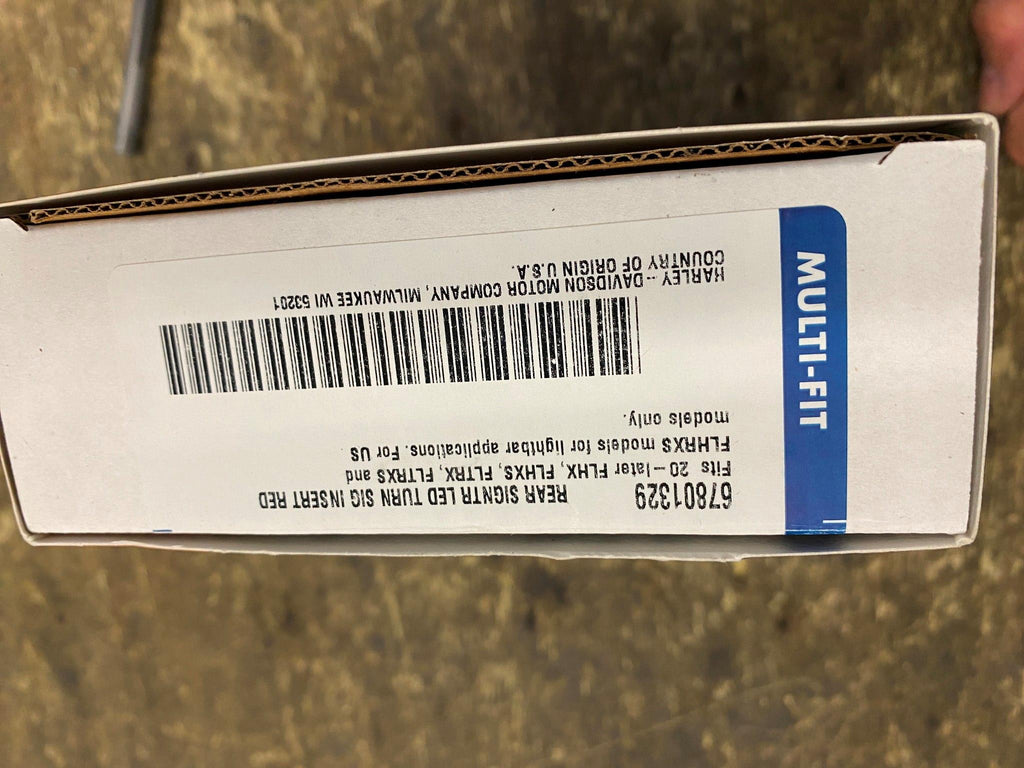 67801329 REAR SIGNTR LED TURN SIG INSERT RED
Fits 20-later FLHX, FLHXS, FLTRX, FLTRXS and
FLHRXS models for lightbar applications. For US
models only.
HARLEY-DAVIDSON MOTOR COMPANY, MILWAUKEE WI 53201
COUNTRY OF ORIGIN U.S.A.
MULTI-FIT